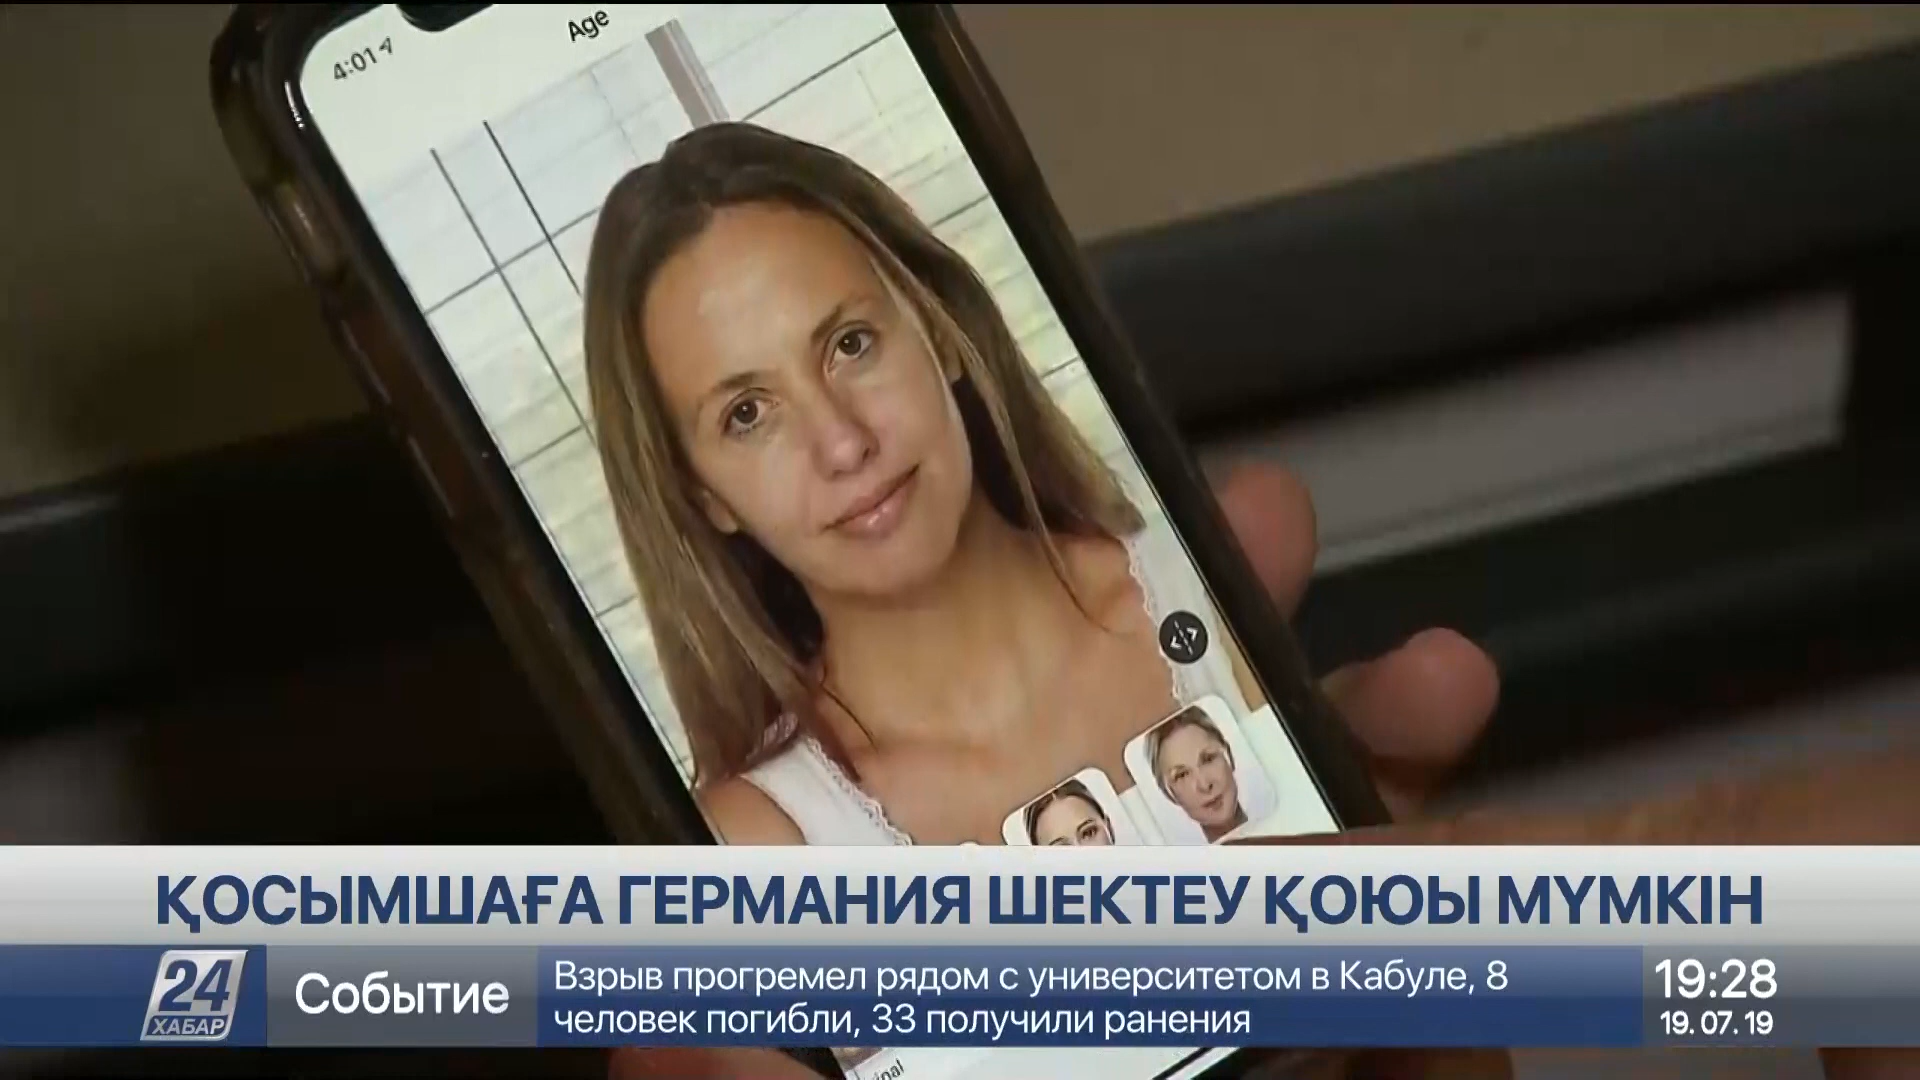 4:01
Age
ҚОСЫМШАҒА ГЕРМАНИЯ ШЕКТЕУ ҚОЮЫ МҮМКІН
24
ХАБАР
Событие
Взрыв прогремел рядом с университетом в Кабуле, 8
человек погибли, 33 получили ранения
19:28
19.07.19